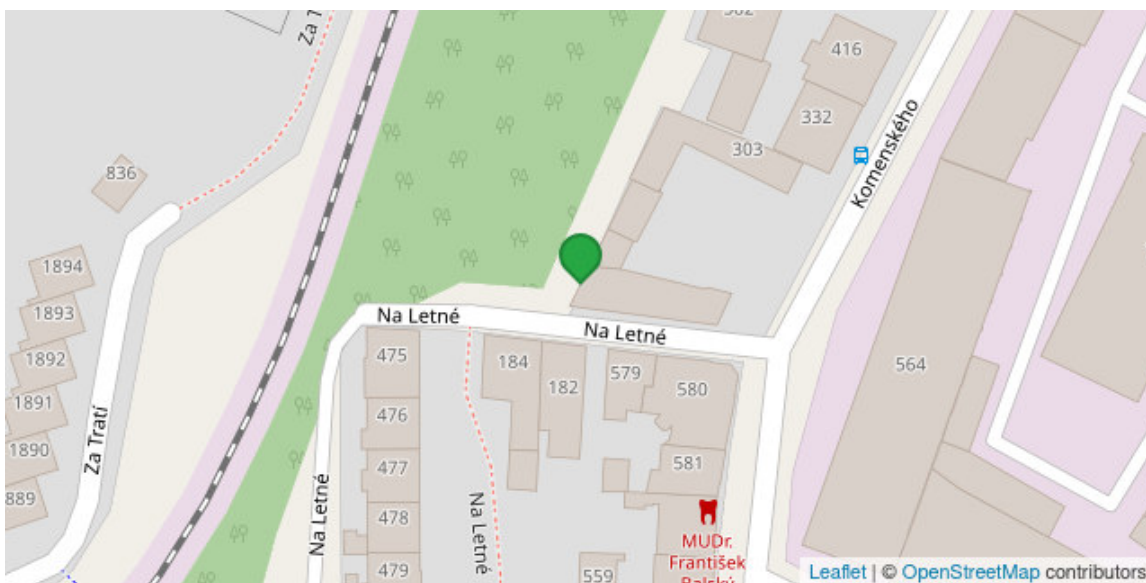 Za T
502
416
332
303
Komenského
836
1894
1893
1892
1891
1890
889
Za Tratí
Na Letné
Na Letné
475
476
477
478
479
Na Letné
Na Letné
184
182
579
580
581
559
564
MUDr.
František
Leaflet | © OpenStreetMap contributors